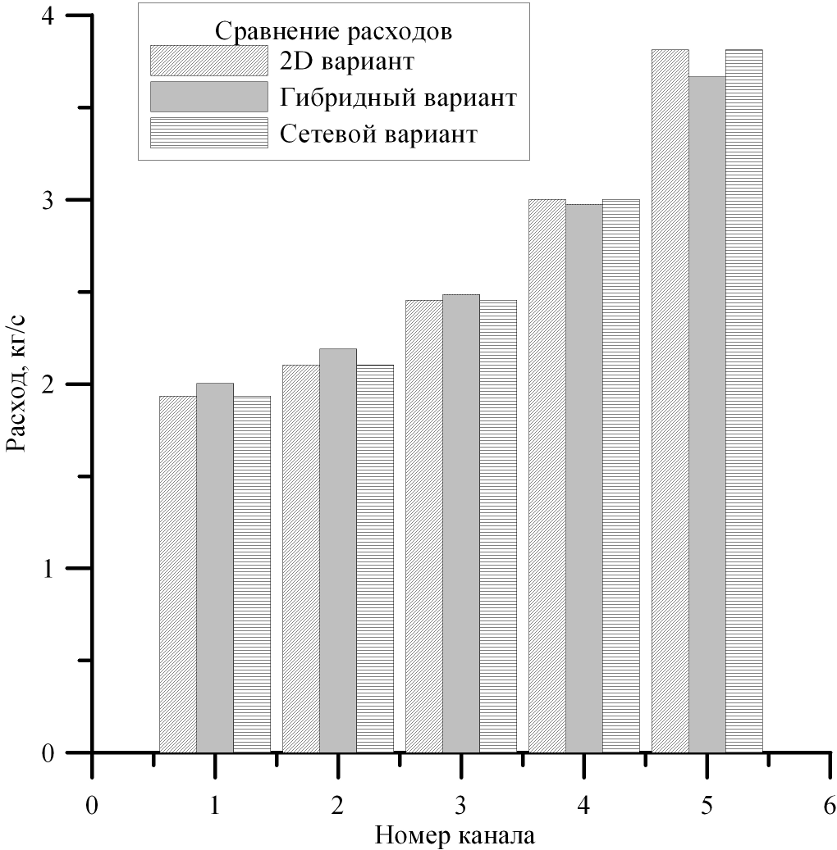 Сравнение расходов
2D вариант
Гибридный вариант
Сетевой вариант
4
3
2
1
0
Расход, кг/с
0 1 2 3 4 5 6
Номер канала